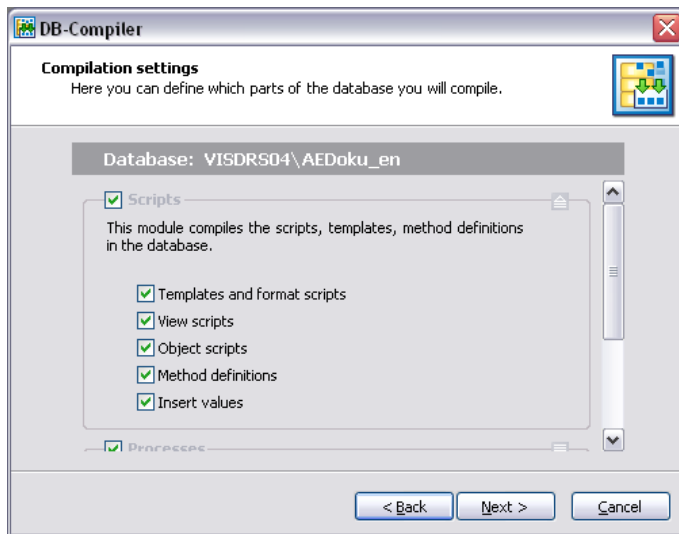 DB-Compiler
Compilation settings
Here you can define which parts of the database you will compile.
Database: VISDRS04\AEDoku_en
Scripts
This module compiles the scripts, templates, method definitions
in the database.
Templates and format scripts
View scripts
Object scripts
Method definitions
Insert values
Processes
< Back
Next >
Cancel